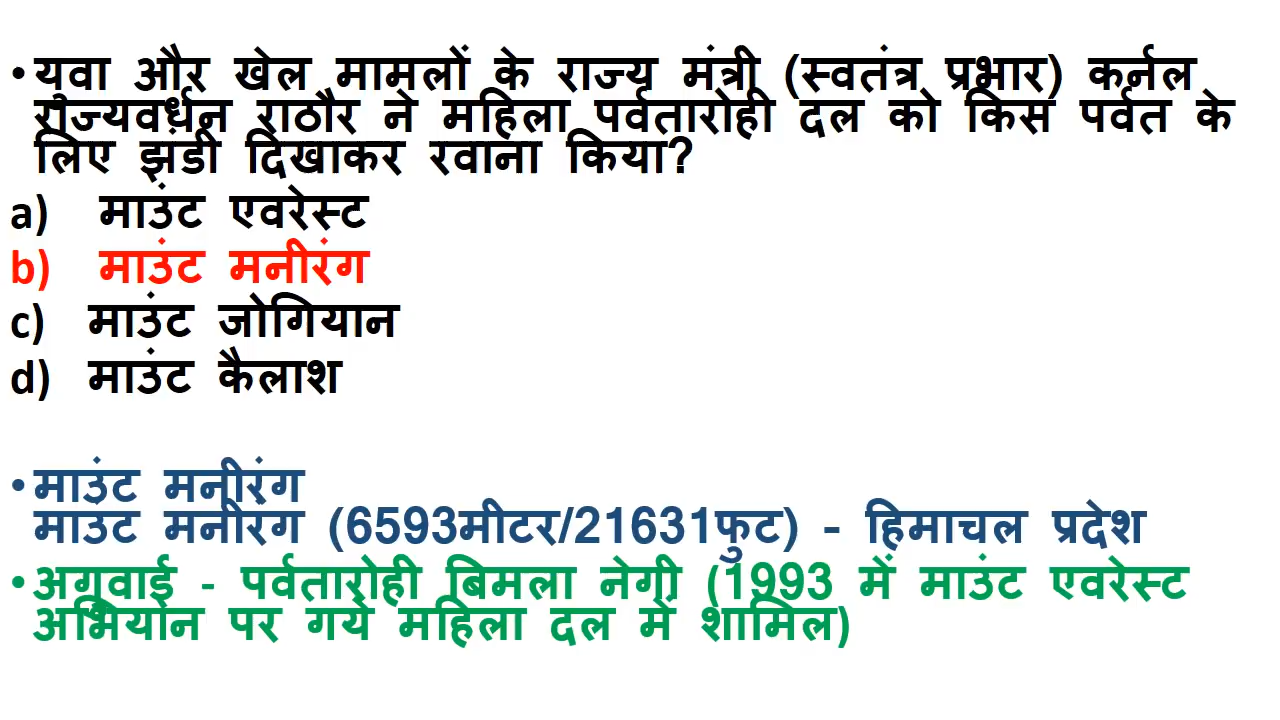 • युवा और खेल मामलों के राज्य मंत्री (स्वतंत्र प्रभार) कर्नल
राज्यवर्धन राठौर ने महिला पर्वतारोही दल को किस पर्वत के
लिए झंडी दिखाकर रवाना किया?
a) माउंट एवरेस्ट
b) माउंट मनीरंग
c) माउंट जोगियान
d) माउंट कैलाश
• माउंट मनीरंग
माउंट मनीरंग (6593मीटर/21631फुट) - हिमाचल प्रदेश
• अगुवाई - पर्वतारोही बिमला नेगी (1993 में माउंट एवरेस्ट
अभियान पर गये महिला दल में शामिल)